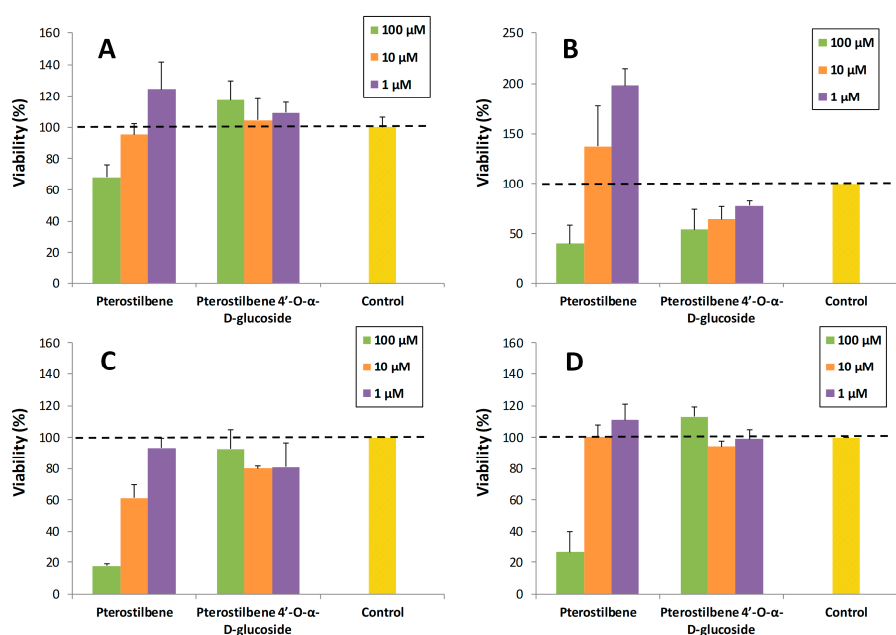 A
100 µM
10 µM
1 µM
Viability (%)
160
140
120
100
80
60
40
20
0
Pterostilbene
Pterostilbene 4’-O-α-
D-glucoside
Control
B
100 µM
10 µM
1 µM
Viability (%)
250
200
150
100
50
0
Pterostilbene
Pterostilbene 4’-O-α-
D-glucoside
Control
C
100 µM
10 µM
1 µM
Viability (%)
160
140
120
100
80
60
40
20
0
Pterostilbene
Pterostilbene 4’-O-α-
D-glucoside
Control
D
100 µM
10 µM
1 µM
Viability (%)
160
140
120
100
80
60
40
20
0
Pterostilbene
Pterostilbene 4’-O-α-
D-glucoside
Control